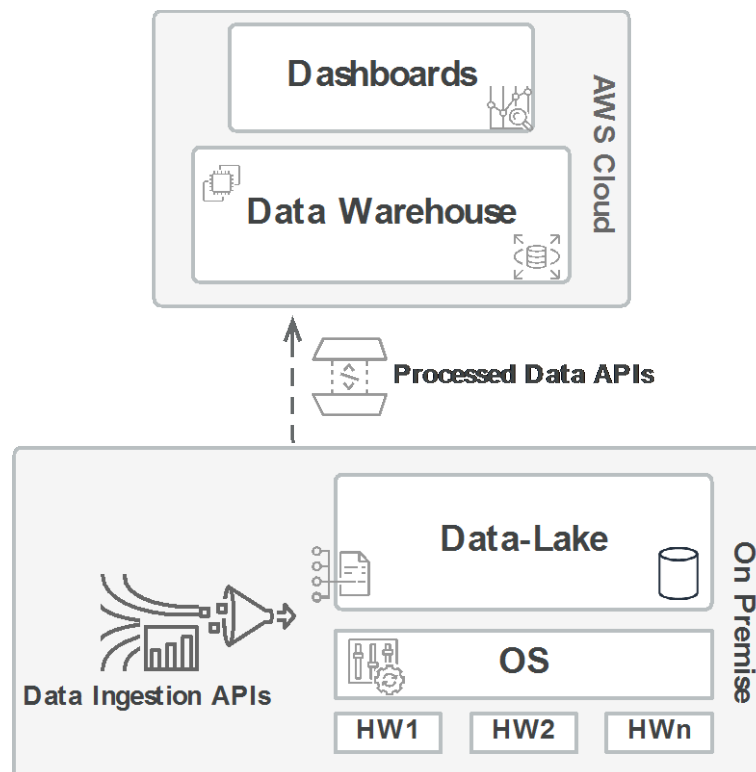 Dashboards
AWS Cloud
Data Warehouse
Processed Data APIs
Data-Lake
On Premise
Data Ingestion APIs
OS
HW1
HW2
HWn